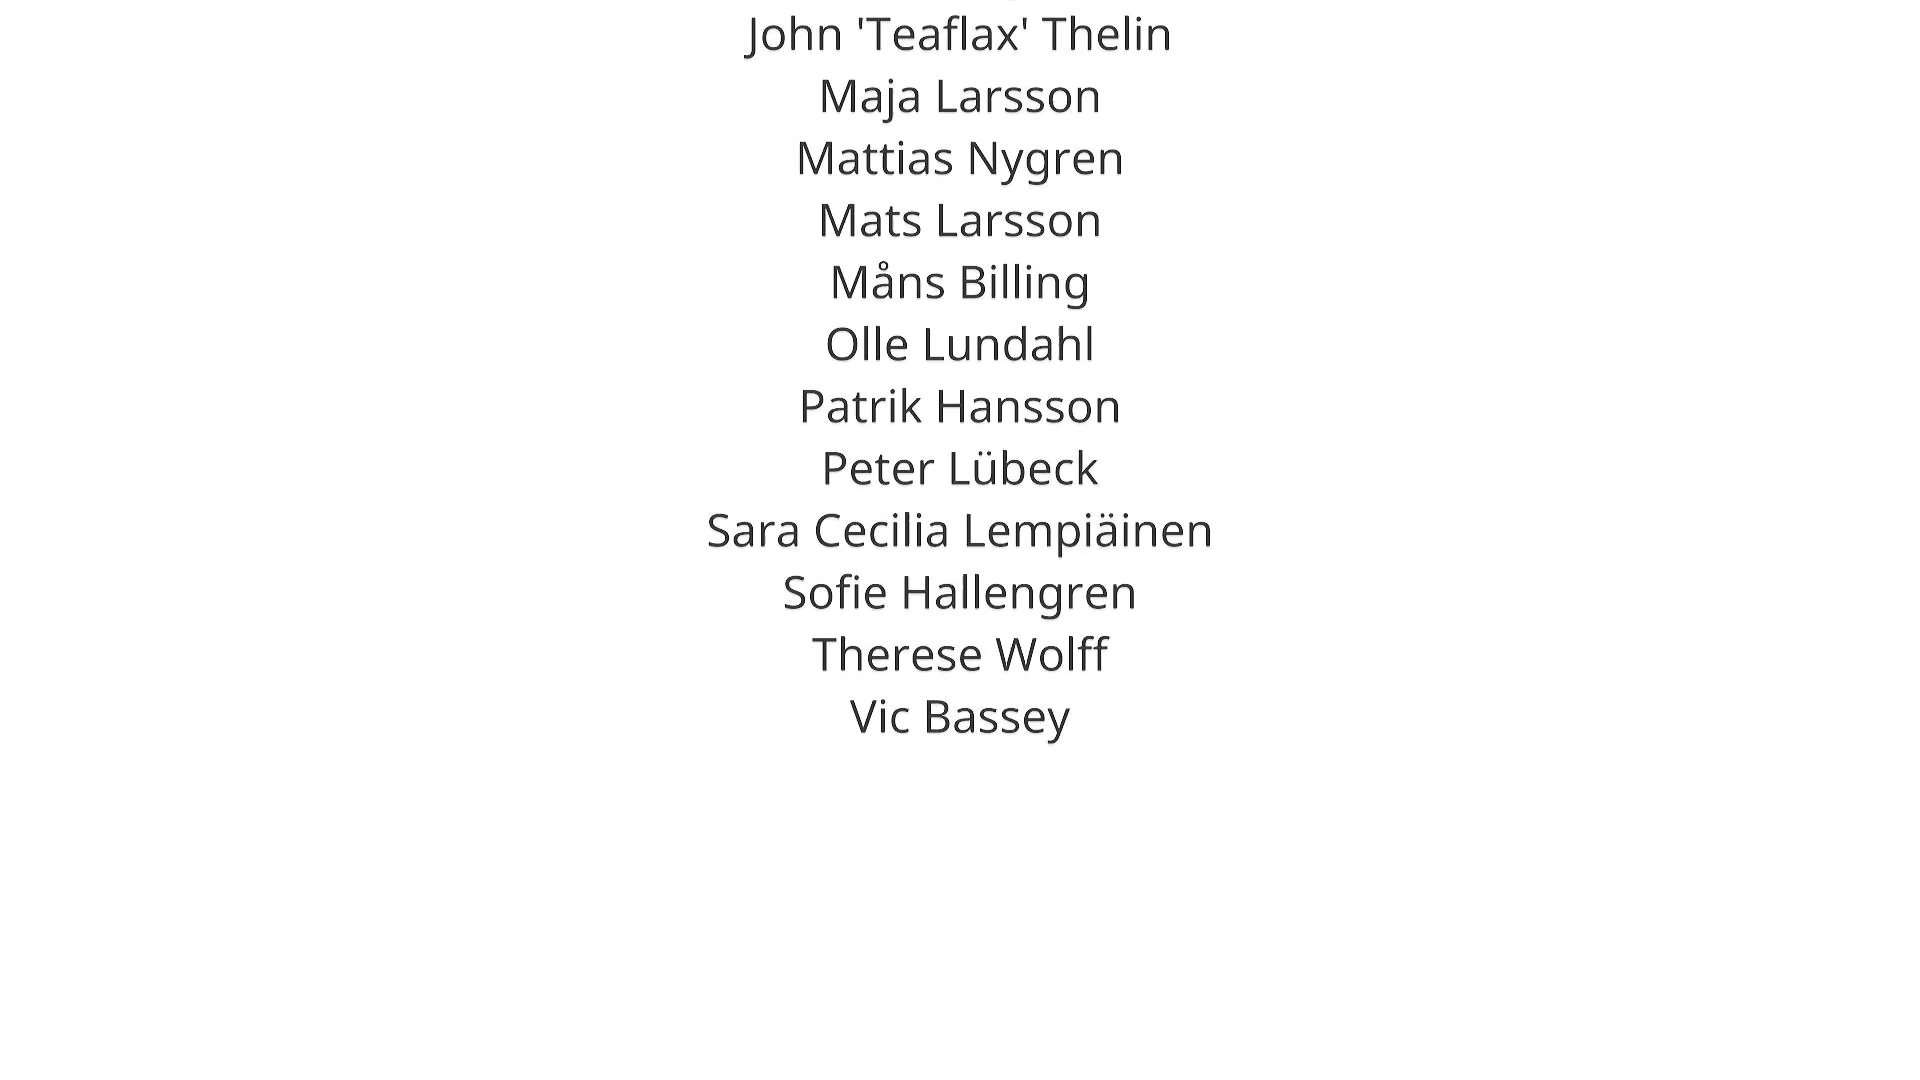 John 'Teaflax' Thelin
Maja Larsson
Mattias Nygren
Mats Larsson
Måns Billing
Olle Lundahl
Patrik Hansson
Peter Lübeck
Sara Cecilia Lempiäinen
Sofie Hallengren
Therese Wolff
Vic Bassey